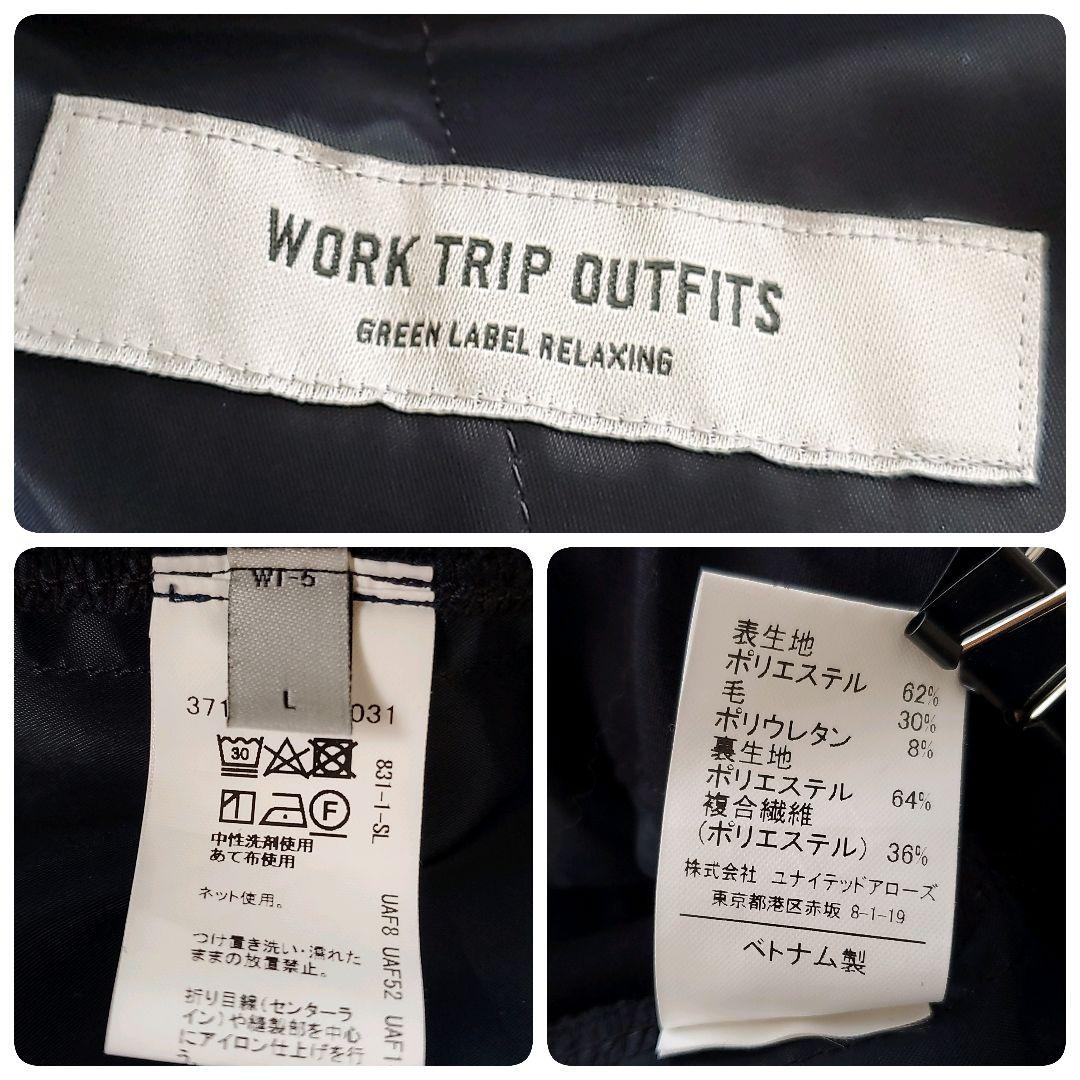 WORK TRIP OUTFITS
GREEN LABEL RELAXING
WT-5
L
L
371
031
30
F
中性洗剤使用
あて布使用
ネット使用。
つけ置き洗い・濡れた
ままの放置禁止。
折り目線(センターラ
イン)や縫製部を中心
にアイロン仕上げを行
831-1-SL
UAF8 UAF52 UAF1
表生地
ポリエステル 62%
毛 30%
ポリウレタン 8%
裏生地
ポリエステル 64%
複合繊維
(ポリエステル) 36%
株式会社 ユナイテッドアローズ
東京都港区赤坂 8-1-19
ベトナム製